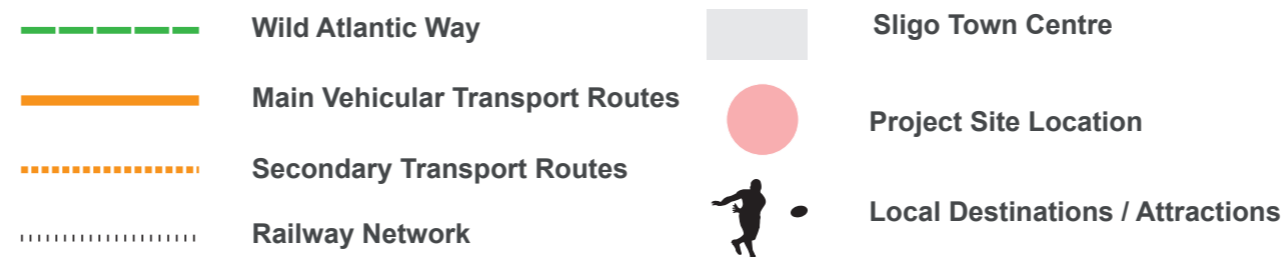 Wild Atlantic Way
Main Vehicular Transport Routes
Secondary Transport Routes
Railway Network
Sligo Town Centre
Project Site Location
Local Destinations / Attractions